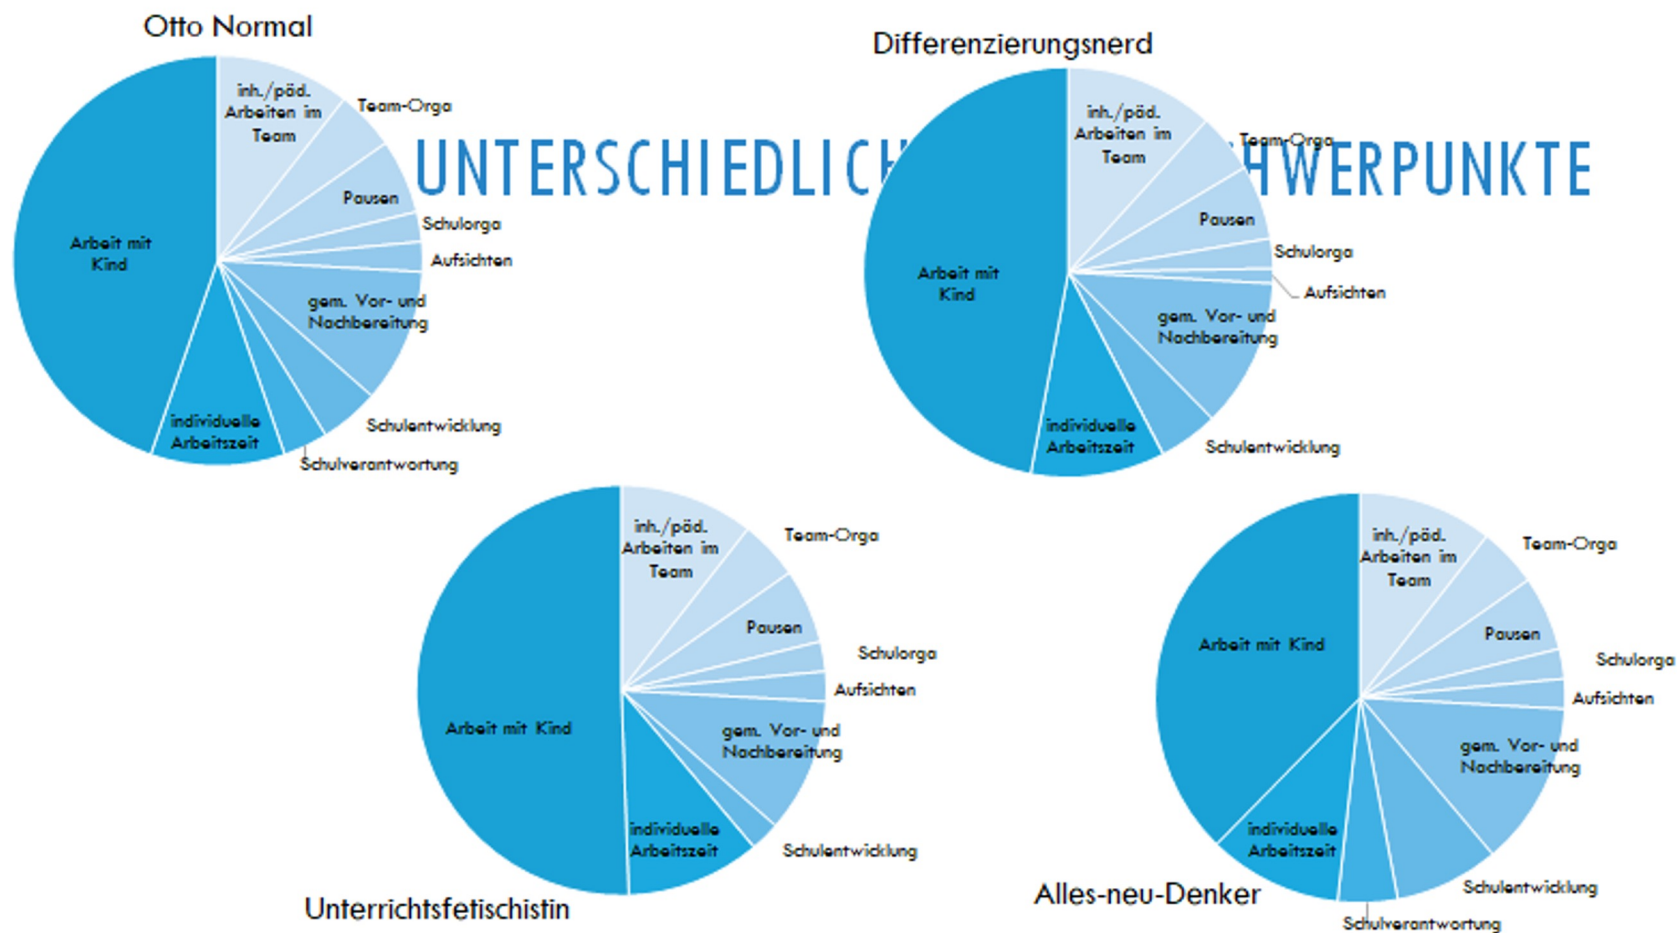 Otto Normal
inh./päd.
Arbeiten im
Team
Team-Orga
Pausen
Schulorga
Aufsichten
gem. Vor- und
Nachbereitung
Schulentwicklung
Schulverantwortung
individuelle
Arbeitszeit
Arbeit mit
Kind
UNTERSCHIEDLICH HWERPUNKTE
Differenzierungsnerd
inh./päd.
Arbeiten im
Team
Team-Orga
Pausen
Schulorga
Aufsichten
gem. Vor- und
Nachbereitung
Schulentwicklung
individuelle
Arbeitszeit
Arbeit mit
Kind
inh./päd.
Arbeiten im
Team
Team-Orga
Pausen
Schulorga
Aufsichten
gem. Vor- und
Nachbereitung
Schulentwicklung
individuelle
Arbeitszeit
Arbeit mit Kind
Unterrichtsfetischistin
inh./päd.
Arbeiten im
Team
Team-Orga
Pausen
Schulorga
Aufsichten
gem. Vor- und
Nachbereitung
Schulentwicklung
Schulverantwortung
individuelle
Arbeitszeit
Arbeit mit Kind
Alles-neu-Denker